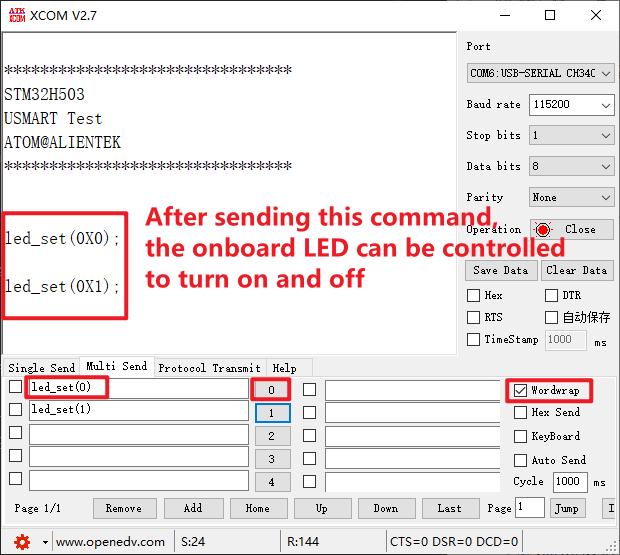 ATK
XCOM
XCOM V2.7
********************************
STM32H503
USMART Test
ATOM@ALIENTEK
********************************
led_set(0X0);
led_set(0X1);
After sending this command,
the onboard LED can be controlled
to turn on and off
Port
COM6:USB-SERIAL CH340
Baud rate 115200
Stop bits 1
Data bits 8
Parity None
Operation Close
Save Data Clear Data
Hex DTR
RTS 自动保存
TimeStamp 1000 ms
Single Send Multi Send Protocol Transmit Help
led_set(0) 0 Wordwrap
led_set(1) 1 Hex Send
2 KeyBoard
3 Auto Send
4 Cycle 1000 ms
Page 1/1 Remove Add Home Up Down Last Page 1 Jump I
www.openedv.com S:24 R:144 CTS=0 DSR=0 DCD=0